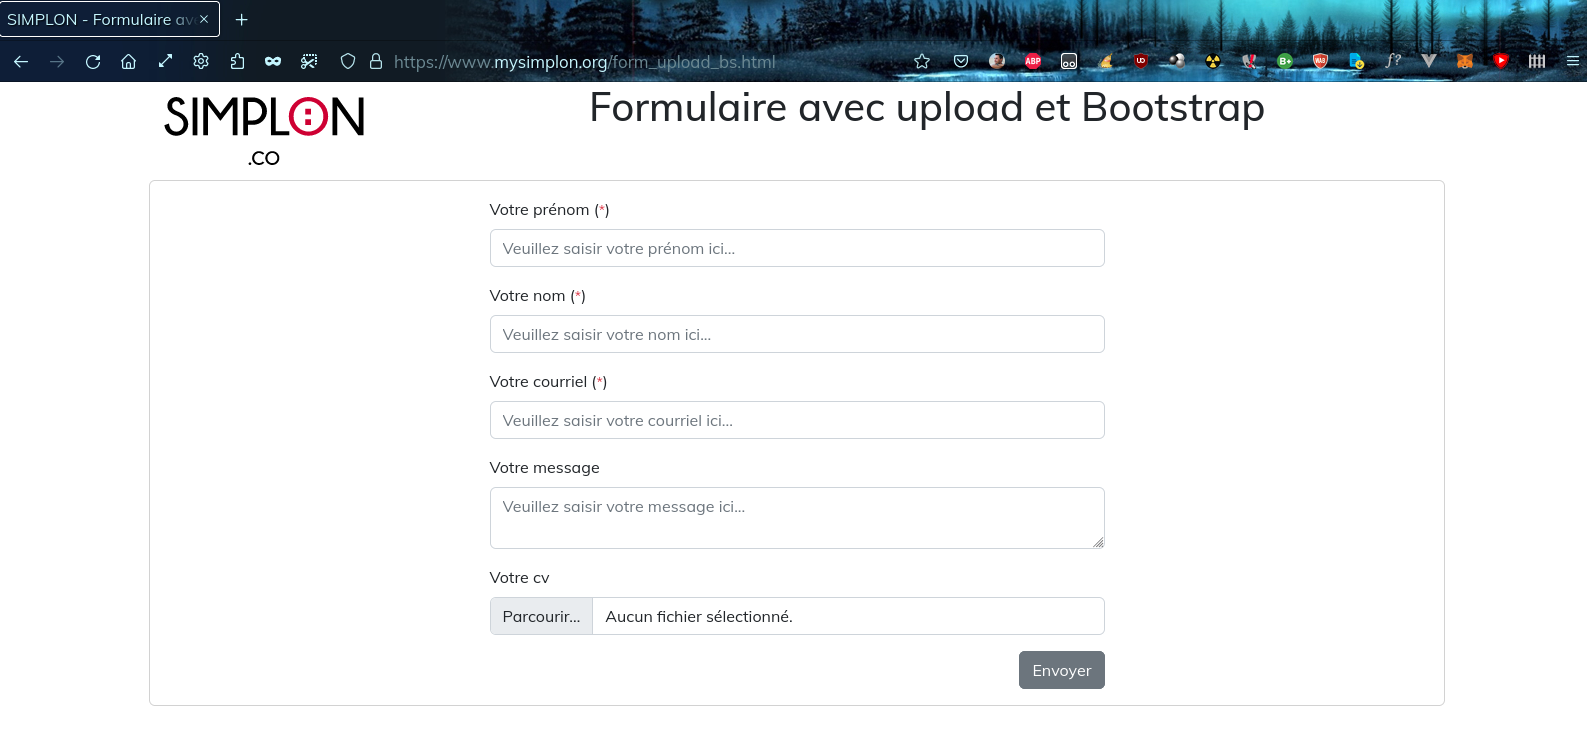 SIMPLON - Formulaire av
https://www.mysimplon.org/form_upload_bs.html
ABP
UD
B+
f?
SIMPLON
.CO
Formulaire avec upload et Bootstrap
Votre prénom (*)
Veuillez saisir votre prénom ici...
Votre nom (*)
Veuillez saisir votre nom ici...
Votre courriel (*)
Veuillez saisir votre courriel ici...
Votre message
Veuillez saisir votre message ici...
Votre cv
Parcourir... Aucun fichier sélectionné.
Envoyer